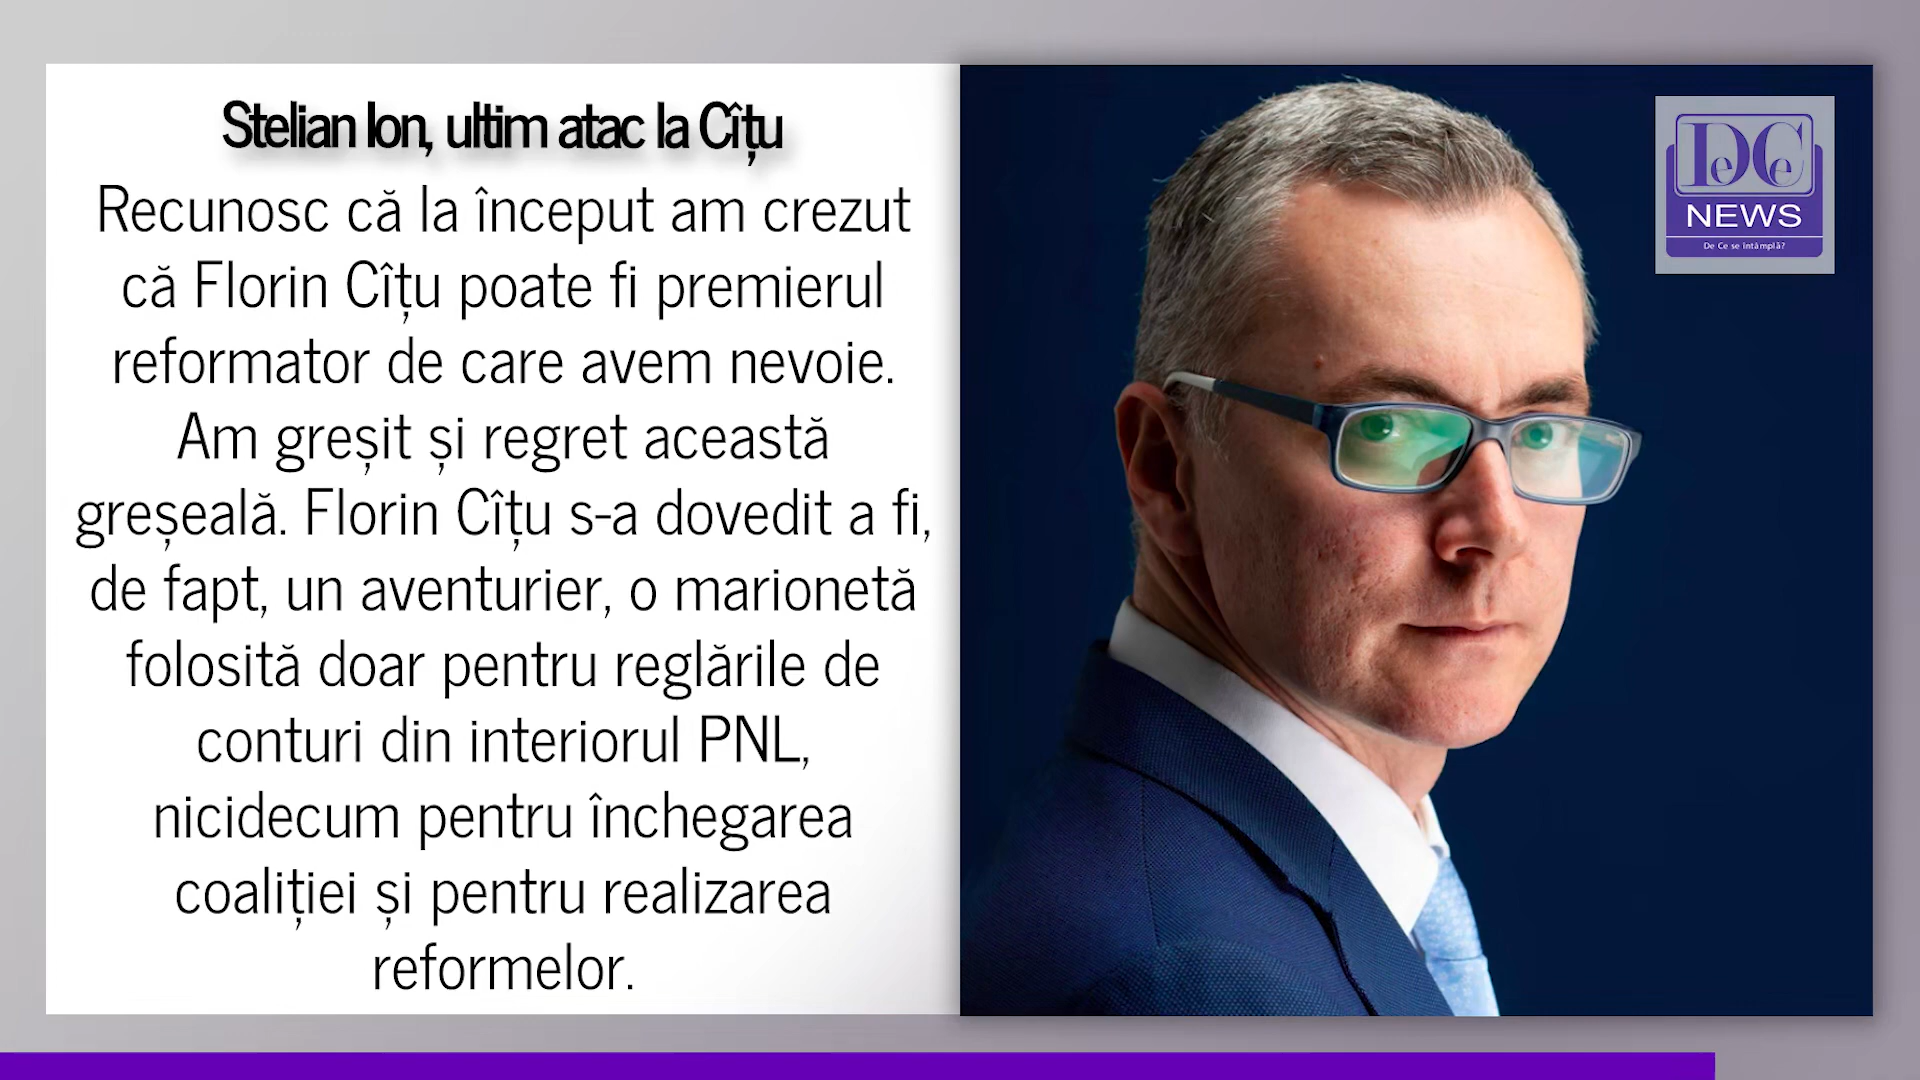 Stelian Ion, ultim atac la Cîțu
Recunosc că la început am crezut
că Florin Cîțu poate fi premierul
reformator de care avem nevoie.
Am greșit și regret această
greșeală. Florin Cîțu s-a dovedit a fi,
de fapt, un aventurier, o marionetă
folosită doar pentru reglările de
conturi din interiorul PNL,
nicidecum pentru închegarea
coaliției și pentru realizarea
reformelor.
DeCe
NEWS
De Ce se întâmplă?